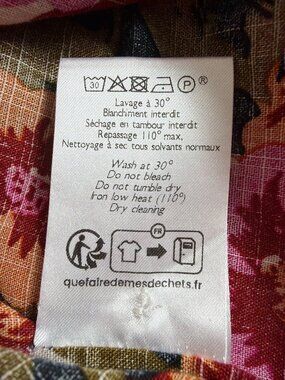 30 P ®
Lavage à 30°
Blanchiment interdit
Séchage en tambour interdit
Repassage 110° max,
Nettoyage à sec tous solvants normaux
Wash at 30°
Do not bleach
Do not tumble dry
Iron low heat (110°)
Dry cleaning
FR
quefairedemesdechets.fr